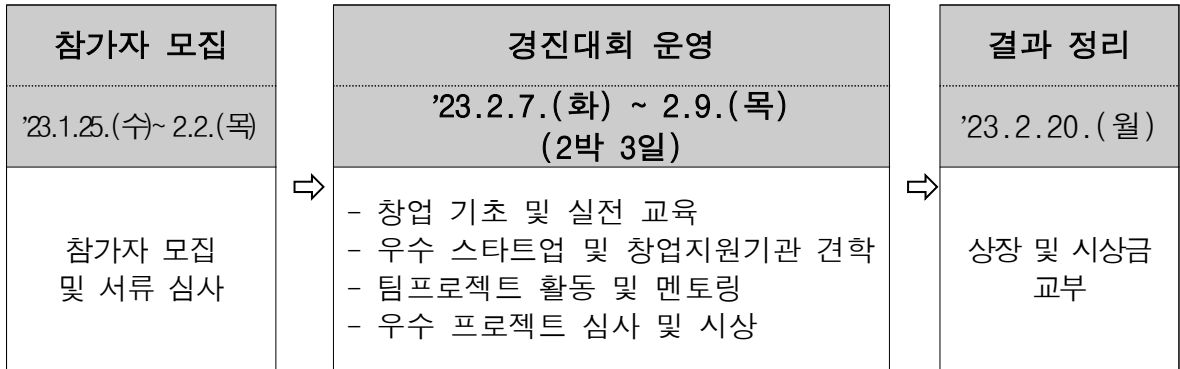 참가자 모집
'23.1.25.(수)~ 2.2.(목)
참가자 모집
및 서류 심사
⇨
경진대회 운영
'23.2.7.(화) ~ 2.9.(목)
(2박 3일)
- 창업 기초 및 실전 교육
- 우수 스타트업 및 창업지원기관 견학
- 팀프로젝트 활동 및 멘토링
- 우수 프로젝트 심사 및 시상
⇨
결과 정리
'23.2.20.(월)
상장 및 시상금
교부